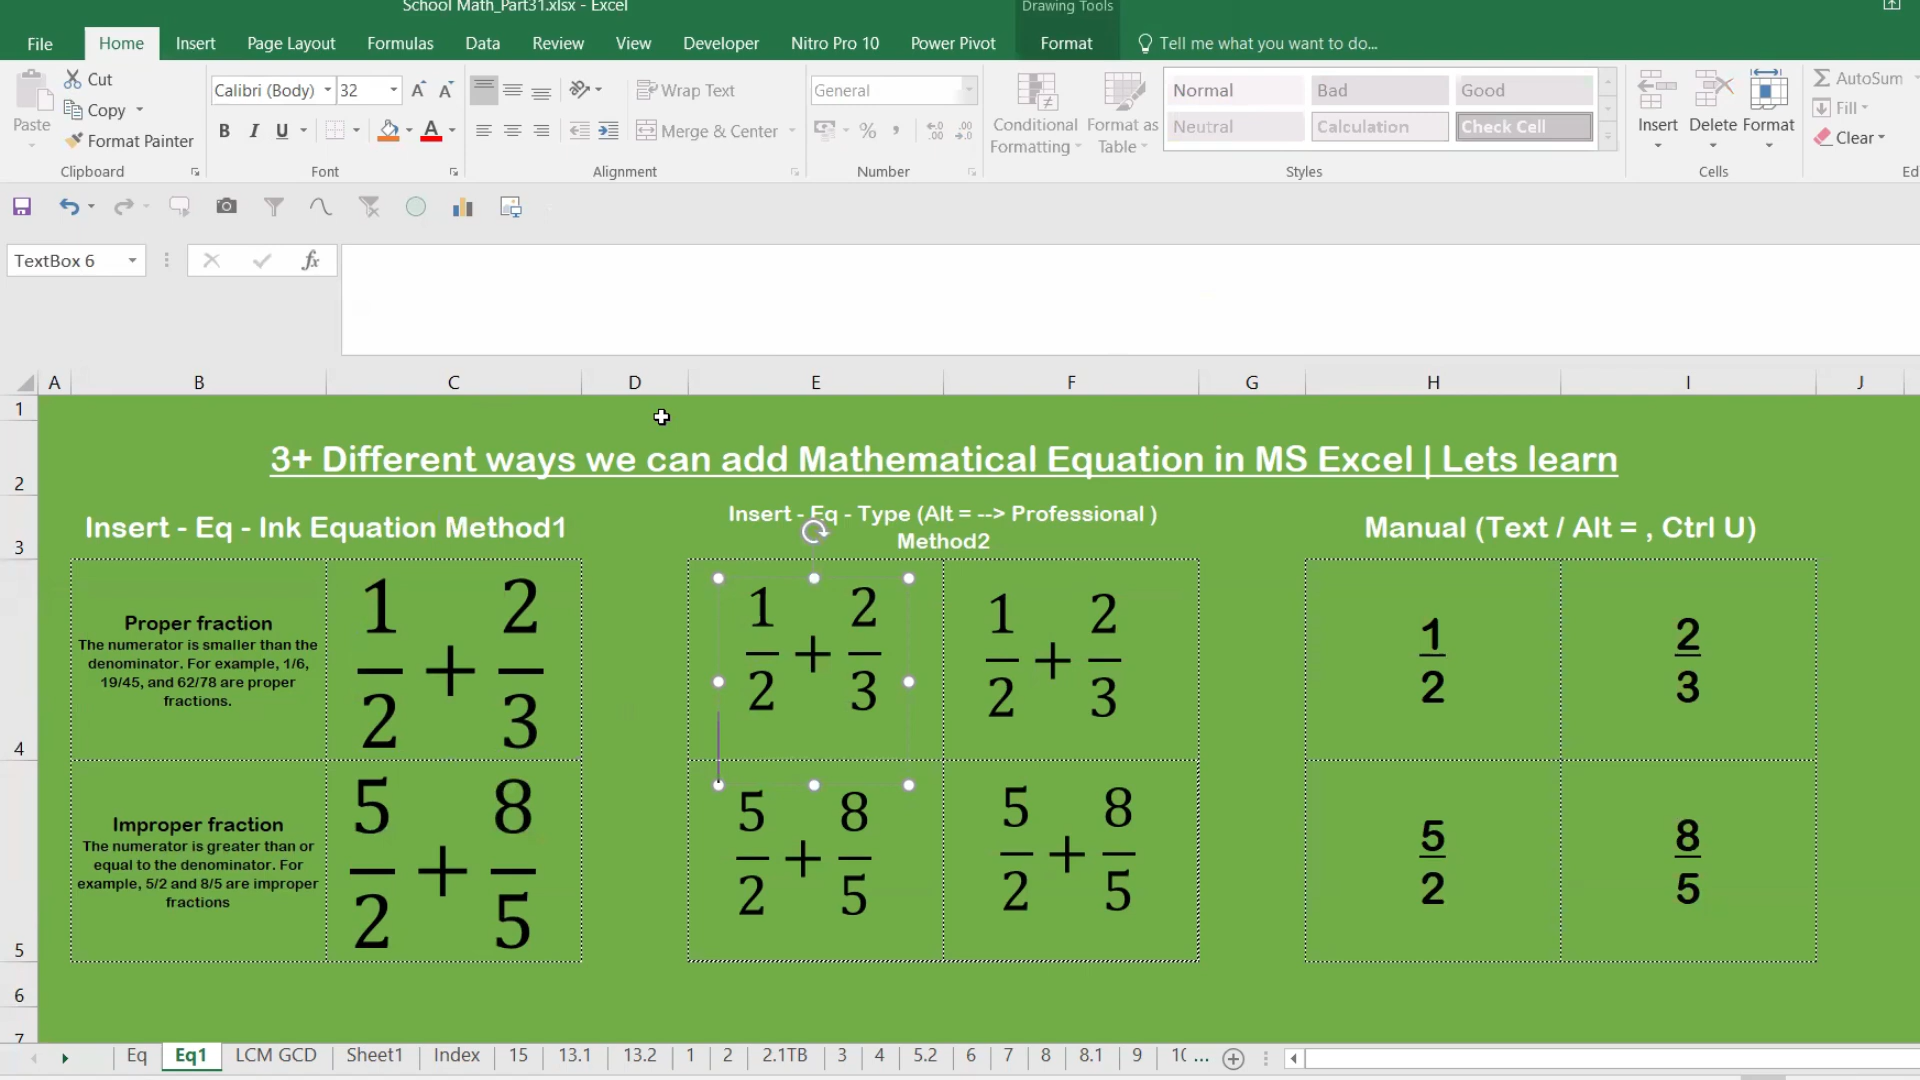 School Math_Part31.xlsx - Excel
Drawing Tools
File Home Insert Page Layout Formulas Data Review View Developer Nitro Pro 10 Power Pivot Format Tell me what you want to do...
Paste
Cut
Copy
Format Painter
Clipboard
Calibri (Body) 32
B I U
Font
Wrap Text
Merge & Center
Alignment
General
%
Number
Conditional Formatting
Format as Table
Normal Bad Good
Neutral Calculation Check Cell
Styles
Insert Delete Format
Cells
AutoSum
Fill
Clear
Ed
TextBox 6 fx
A B C D E F G H I J
1
2
3
4
5
6
7
3+ Different ways we can add Mathematical Equation in MS Excel | Lets learn
Insert - Eq - Ink Equation Method1
Insert - Eq - Type (Alt = --> Professional )
Method2
Manual (Text / Alt = , Ctrl U)
Proper fraction
The numerator is smaller than the
denominator. For example, 1/6,
19/45, and 62/78 are proper
fractions.
1/2 + 2/3
1/2 + 2/3
1/2 + 2/3
1/2
2/3
Improper fraction
The numerator is greater than or
equal to the denominator. For
example, 5/2 and 8/5 are improper
fractions
5/2 + 8/5
5/2 + 8/5
5/2 + 8/5
5/2
8/5
Eq Eq1 LCM GCD Sheet1 Index 15 13.1 13.2 1 2 2.1TB 3 4 5.2 6 7 8 8.1 9 ...